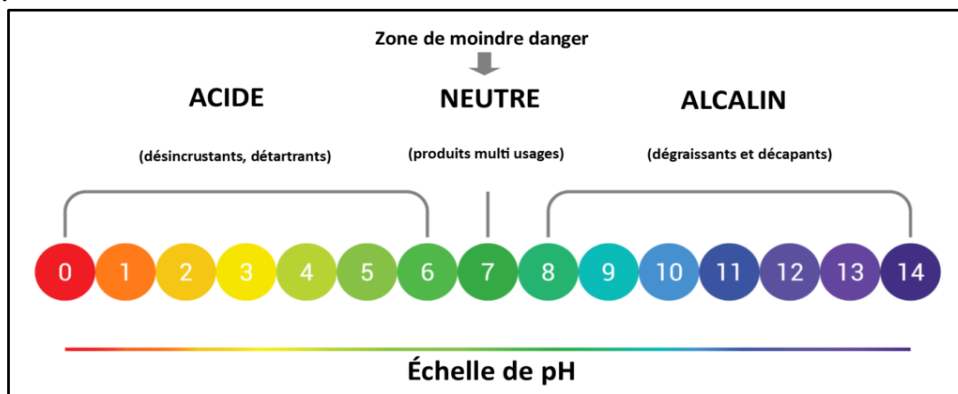 Zone de moindre danger
ACIDE NEUTRE ALCALIN
(désincrustants, détartrants) (produits multi usages) (dégraissants et décapants)
0 1 2 3 4 5 6 7 8 9 10 11 12 13 14
Échelle de pH